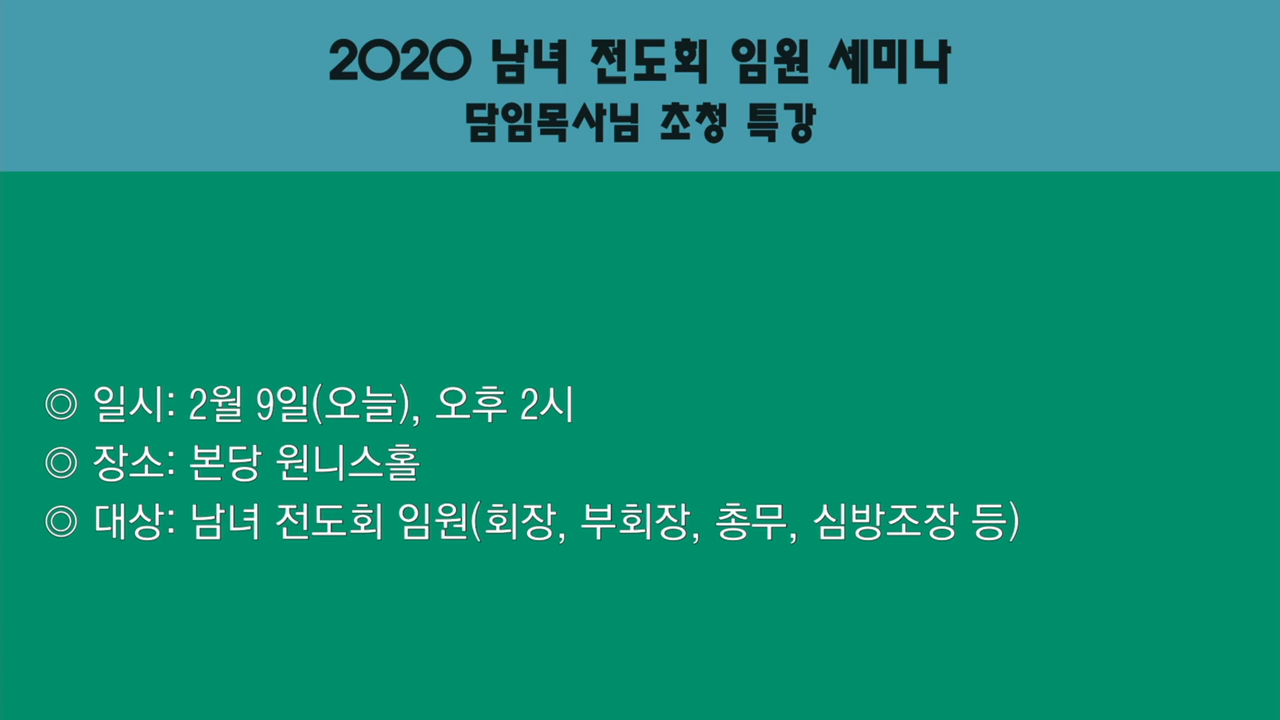 2020 남녀 전도회 임원 세미나
담임목사님 초청 특강
◎ 일시: 2월 9일(오늘), 오후 2시
◎ 장소: 본당 원니스홀
◎ 대상: 남녀 전도회 임원(회장, 부회장, 총무, 심방조장 등)